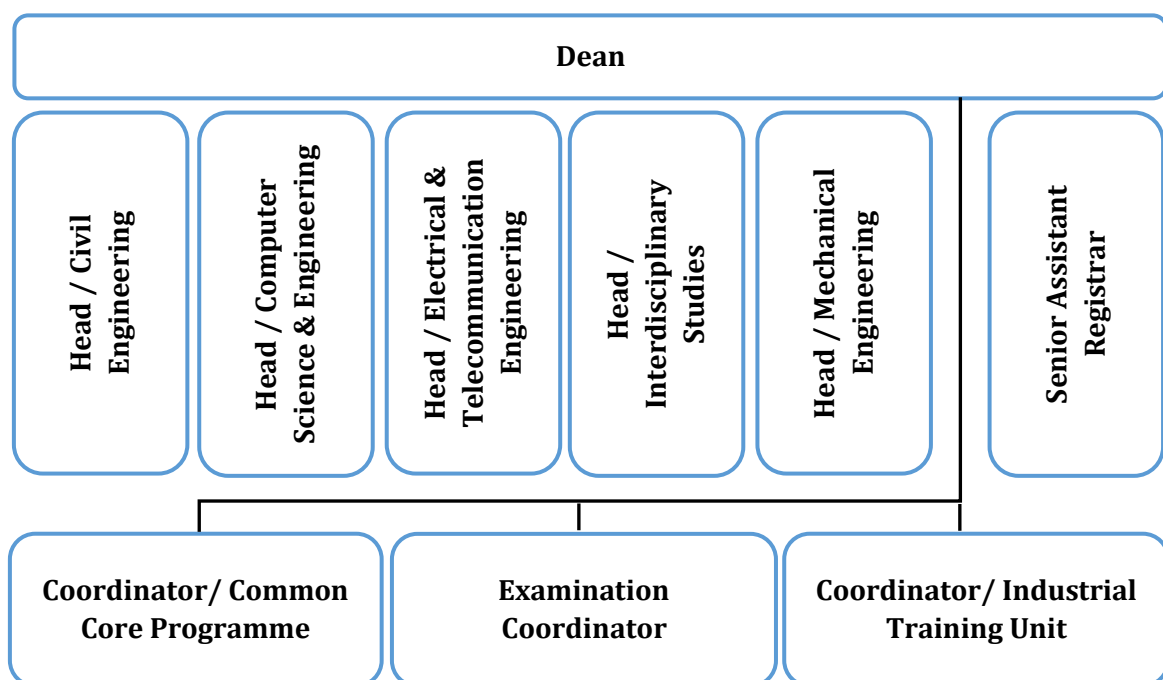 Dean
Head / Civil
Engineering
Head / Computer
Science & Engineering
Head / Electrical &
Telecommunication
Engineering
Head /
Interdisciplinary
Studies
Head / Mechanical
Engineering
Senior Assistant
Registrar
Coordinator/ Common
Core Programme
Examination
Coordinator
Coordinator/ Industrial
Training Unit